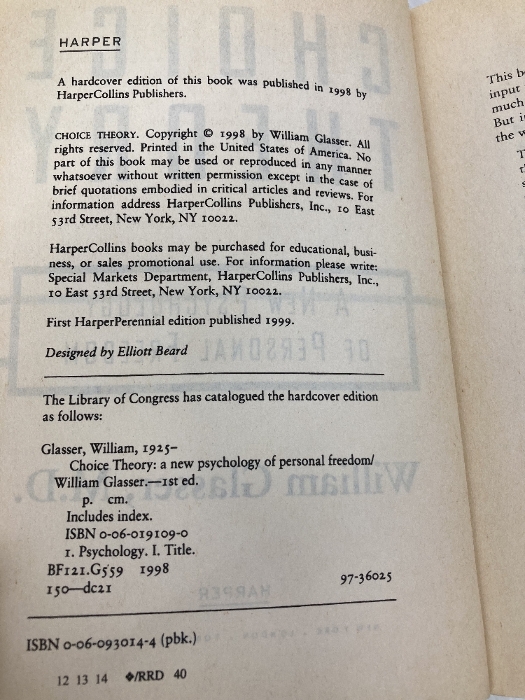 HARPER
A hardcover edition of this book was published in 1998 by
HarperCollins Publishers.
CHOICE THEORY. Copyright © 1998 by William Glasser. All
rights reserved. Printed in the United States of America. No
part of this book may be used or reproduced in any manner
whatsoever without written permission except in the case of
brief quotations embodied in critical articles and reviews. For
information address HarperCollins Publishers, Inc., 10 East
53rd Street, New York, NY 10022.
HarperCollins books may be purchased for educational, busi-
ness, or sales promotional use. For information please write:
Special Markets Department, HarperCollins Publishers, Inc.,
10 East 53rd Street, New York, NY 10022.
First HarperPerennial edition published 1999.
Designed by Elliott Beard
The Library of Congress has catalogued the hardcover edition
as follows:
Glasser, William, 1925–
Choice Theory: a new psychology of personal freedom/
William Glasser.—1st ed.
p. cm.
Includes index.
ISBN 0-06-019109-0
1. Psychology. I. Title.
BF121.G559 1998
150—dc21
97-36025
ISBN 0-06-093014-4 (pbk.)
12 13 14 ◆/RRD 40
This b
input
much
But i
the v